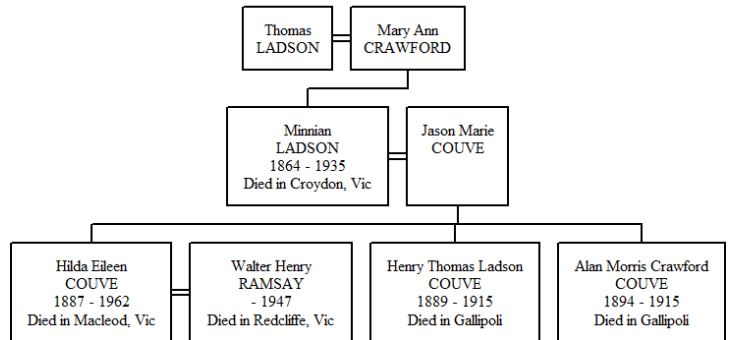 Thomas
LADSON
Mary Ann
CRAWFORD
Minnian
LADSON
1864 - 1935
Died in Croydon, Vic
Jason Marie
COUVE
Hilda Eileen
COUVE
1887 - 1962
Died in Macleod, Vic
Walter Henry
RAMSAY
- 1947
Died in Redcliffe, Vic
Henry Thomas Ladson
COUVE
1889 - 1915
Died in Gallipoli
Alan Morris Crawford
COUVE
1894 - 1915
Died in Gallipoli